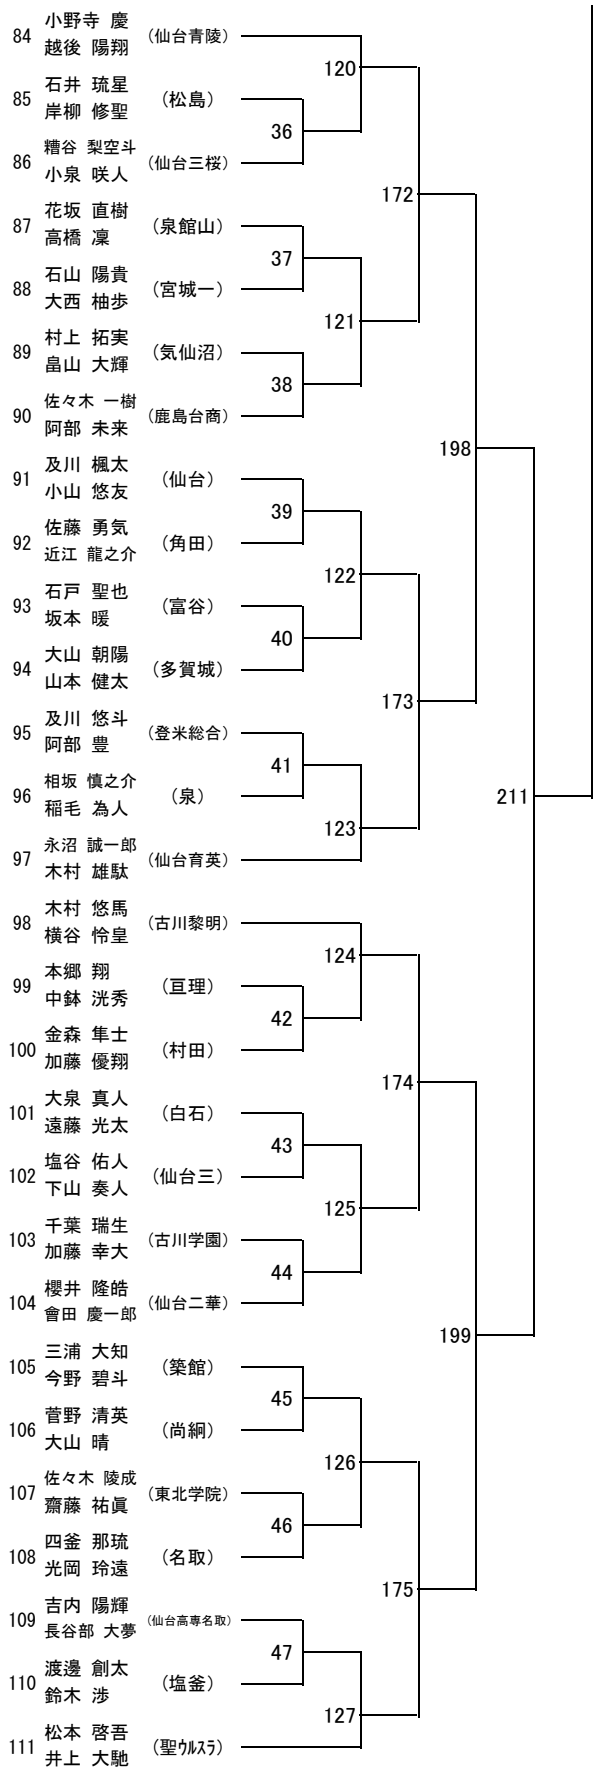 84 小野寺 慶 (仙台青陵)
越後 陽翔
120
85 石井 琉星 (松島)
岸柳 修聖
36
86 糟谷 梨空斗 (仙台三桜)
小泉 咲人
172
87 花坂 直樹 (泉館山)
高橋 凜
37
88 石山 陽貴 (宮城一)
大西 柚歩
121
89 村上 拓実 (気仙沼)
畠山 大輝
38
90 佐々木 一樹 (鹿島台商)
阿部 未来
198
91 及川 楓太 (仙台)
小山 悠友
39
92 佐藤 勇気 (角田)
近江 龍之介
122
93 石戸 聖也 (富谷)
坂本 暖
40
94 大山 朝陽 (多賀城)
山本 健太
173
95 及川 悠斗 (登米総合)
阿部 豊
41
96 相坂 慎之介 (泉)
稲毛 為人
211
123
97 永沼 誠一郎 (仙台育英)
木村 雄駄
98 木村 悠馬 (古川黎明)
横谷 怜皇
124
99 本郷 翔 (亘理)
中鉢 洸秀
42
100 金森 隼士 (村田)
加藤 優翔
174
101 大泉 真人 (白石)
遠藤 光太
43
102 塩谷 佑人 (仙台三)
下山 奏人
125
103 千葉 瑞生 (古川学園)
加藤 幸大
44
104 櫻井 隆皓 (仙台二華)
會田 慶一郎
199
105 三浦 大知 (築館)
今野 碧斗
45
106 菅野 清英 (尚絅)
大山 晴
126
107 佐々木 陵成 (東北学院)
齋藤 祐眞
46
108 四釜 那琉 (名取)
光岡 玲遠
175
109 吉内 陽輝 (仙台高専名取)
長谷部 大夢
47
110 渡邊 創太 (塩釜)
鈴木 渉
127
111 松本 啓吾 (聖ｳﾙｽﾗ)
井上 大馳